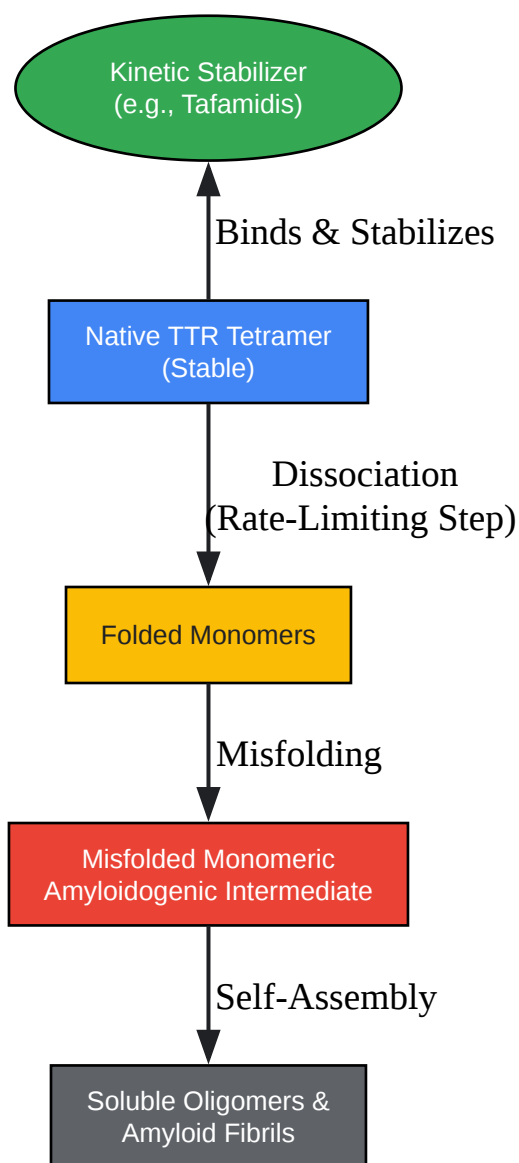 Kinetic Stabilizer
(e.g., Tafamidis)
Binds & Stabilizes
Native TTR Tetramer
(Stable)
Dissociation
(Rate-Limiting Step)
Folded Monomers
Misfolding
Misfolded Monomeric
Amyloidogenic Intermediate
Self-Assembly
Soluble Oligomers &
Amyloid Fibrils